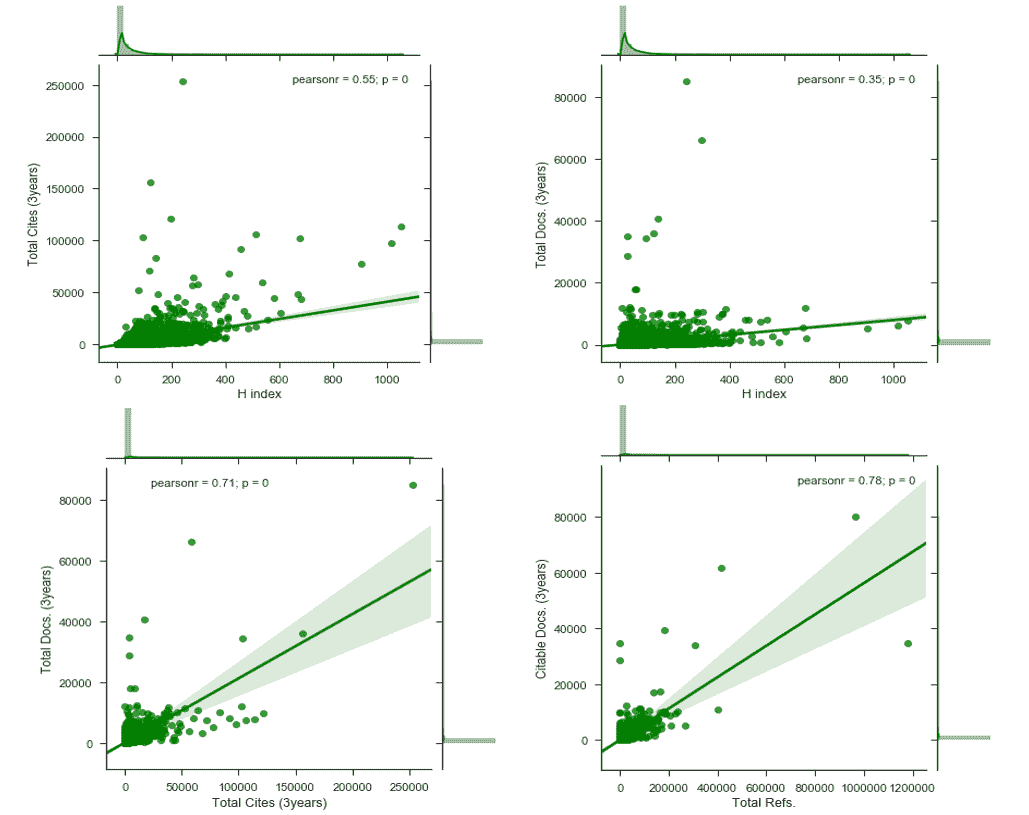 pearsonr = 0.55; p = 0
250000
200000
150000
100000
50000
0
Total Cites (3years)
0 200 400 600 800 1000
H index
pearsonr = 0.35; p = 0
80000
60000
40000
20000
0
Total Docs. (3years)
0 200 400 600 800 1000
H index
pearsonr = 0.71; p = 0
80000
60000
40000
20000
0
Total Docs. (3years)
0 50000 100000 150000 200000 250000
Total Cites (3years)
pearsonr = 0.78; p = 0
80000
60000
40000
20000
0
Citable Docs. (3years)
0 200000 400000 600000 800000 1000000 1200000
Total Refs.